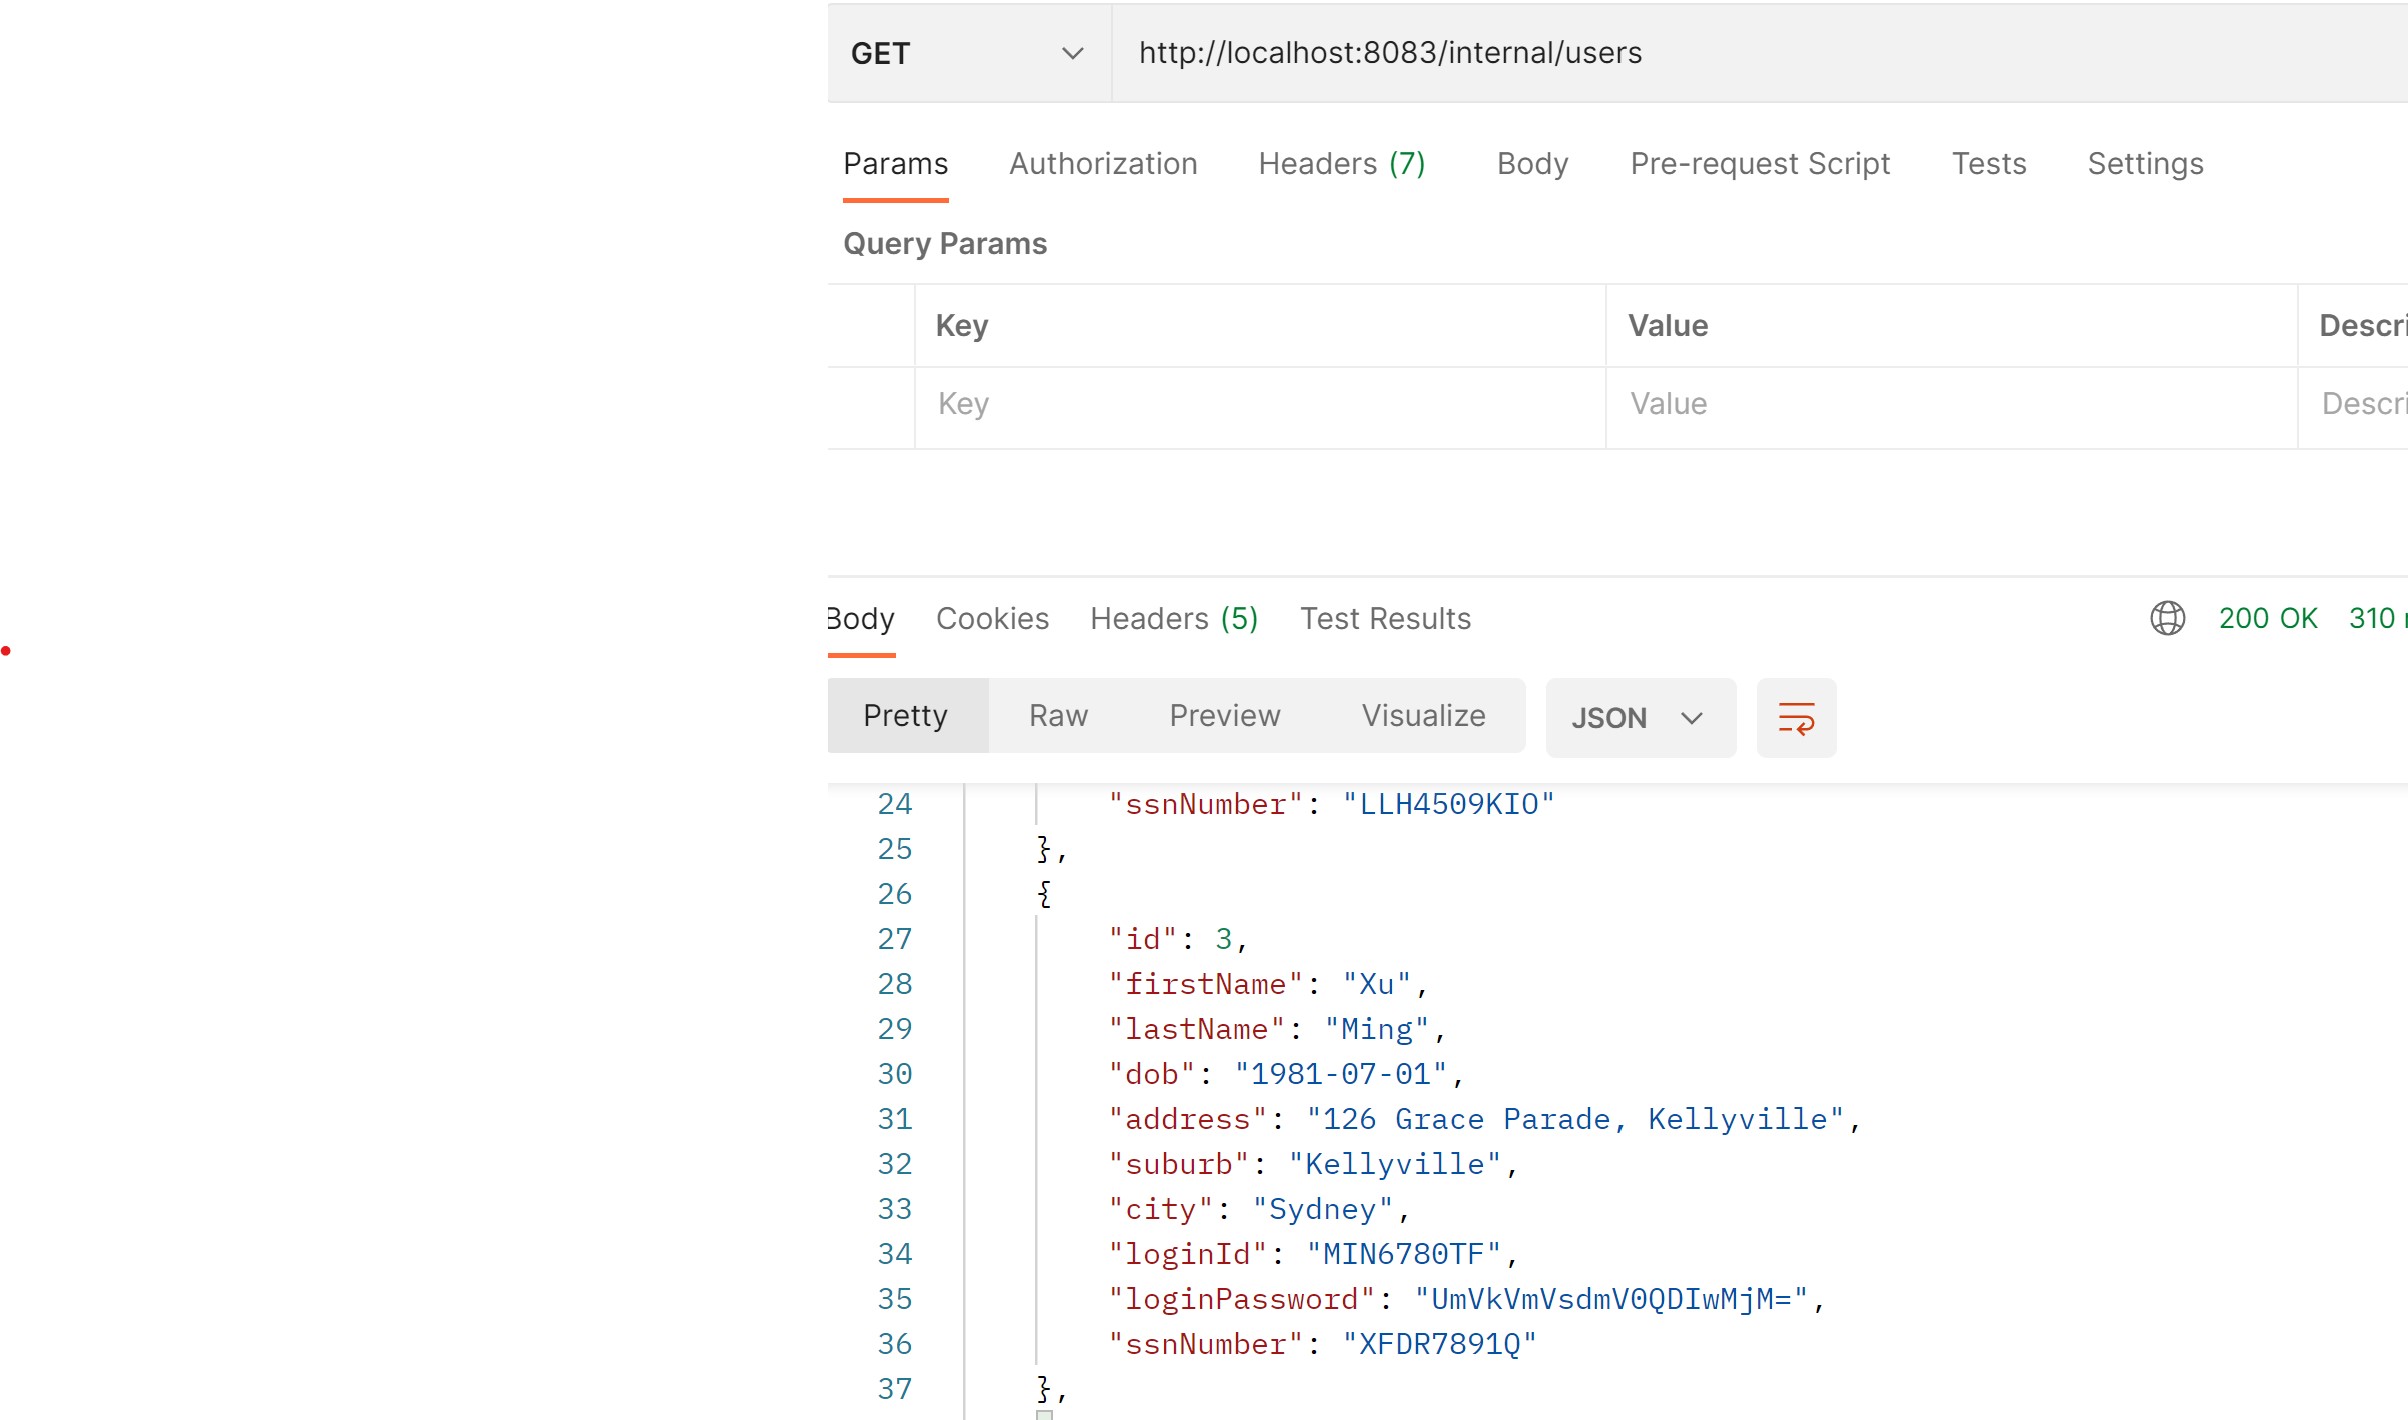 GET http://localhost:8083/internal/users
Params Authorization Headers (7) Body Pre-request Script Tests Settings
Query Params
Key Value Descri
Key Value Descri
Body Cookies Headers (5) Test Results 200 OK 310
Pretty Raw Preview Visualize JSON
24 "ssnNumber": "LLH4509KIO"
25 },
26 {
27 "id": 3,
28 "firstName": "Xu",
29 "lastName": "Ming",
30 "dob": "1981-07-01",
31 "address": "126 Grace Parade, Kellyville",
32 "suburb": "Kellyville",
33 "city": "Sydney",
34 "loginId": "MIN6780TF",
35 "loginPassword": "UmVkVmVsdmV0QDIwMjM=",
36 "ssnNumber": "XFDR7891Q"
37 },